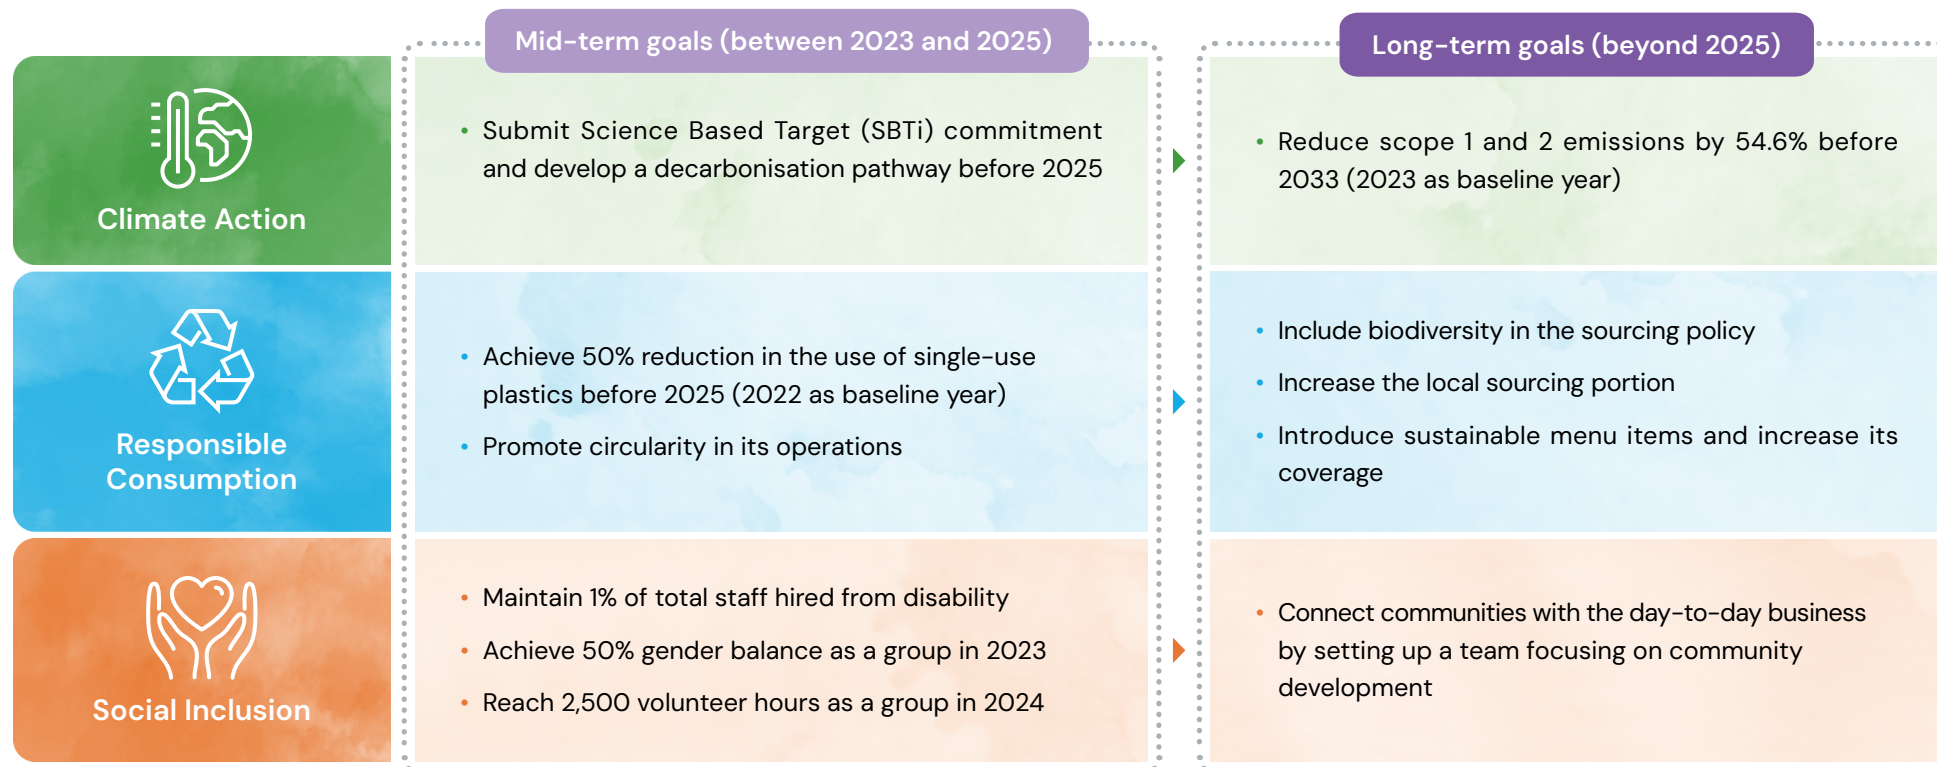 Mid-term goals (between 2023 and 2025)
Long-term goals (beyond 2025)
Climate Action
• Submit Science Based Target (SBTi) commitment
and develop a decarbonisation pathway before 2025
• Reduce scope 1 and 2 emissions by 54.6% before
2033 (2023 as baseline year)
Responsible
Consumption
• Achieve 50% reduction in the use of single-use
plastics before 2025 (2022 as baseline year)
• Promote circularity in its operations
• Include biodiversity in the sourcing policy
• Increase the local sourcing portion
• Introduce sustainable menu items and increase its
coverage
Social Inclusion
• Maintain 1% of total staff hired from disability
• Achieve 50% gender balance as a group in 2023
• Reach 2,500 volunteer hours as a group in 2024
• Connect communities with the day-to-day business
by setting up a team focusing on community
development